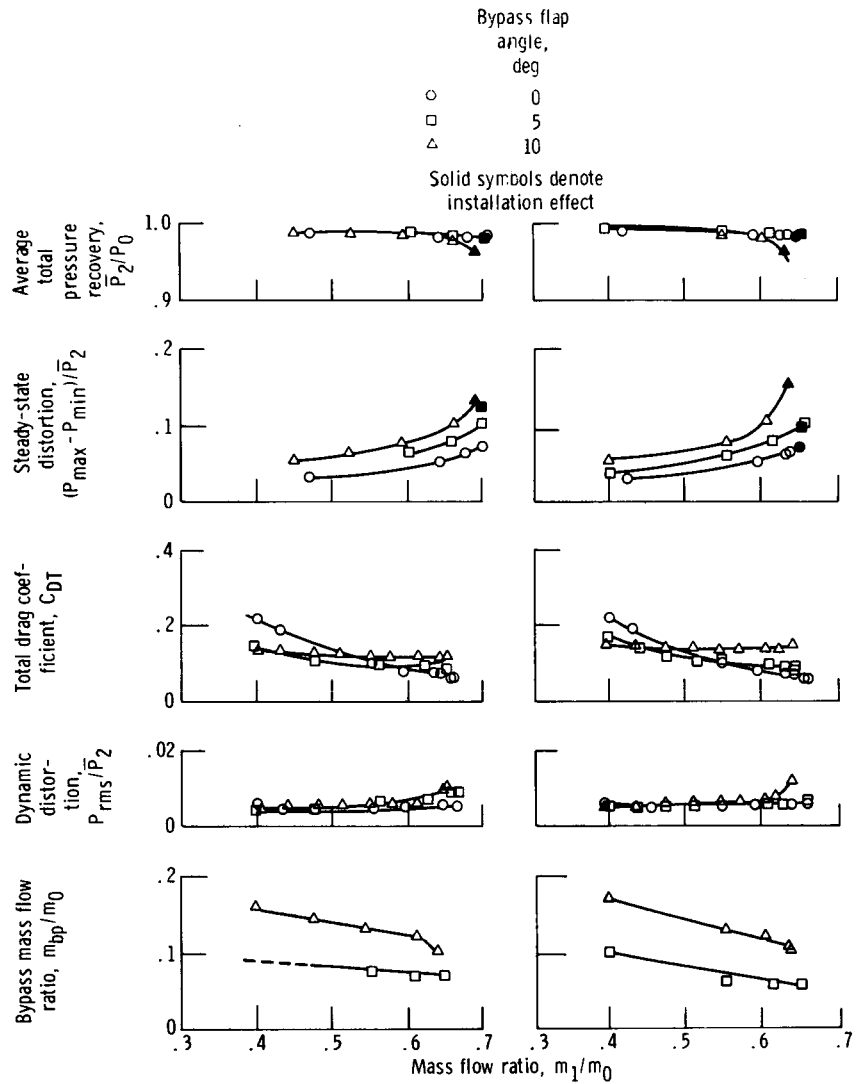 Bypass flap
angle,
deg
0
5
10
Solid symbols denote
installation effect
Average
total
pressure
recovery,
P̅2/P0
1.0
.9
Steady-state
distortion,
(Pmax - Pmin)/P̅2
.2
.1
0
Total drag coef-
ficient, CDT
.4
.2
0
Dynamic
distor-
tion,
Prms/P̅2
.02
0
Bypass mass flow
ratio, mbp/m0
.2
.1
0
.3 .4 .5 .6 .7 .3 .4 .5 .6 .7
Mass flow ratio, m1/m0